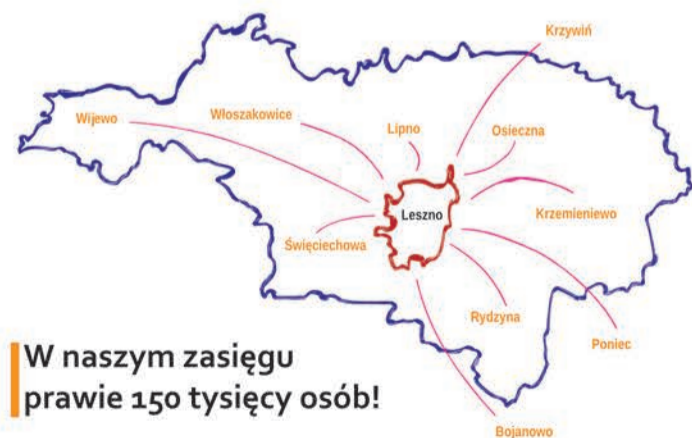 Krzywiń
Wijewo
Włoszakowice
Lipno
Osieczna
Leszno
Krzemieniewo
Święciechowa
Rydzyna
Poniec
W naszym zasięgu
prawie 150 tysięcy osób!
Bojanowo